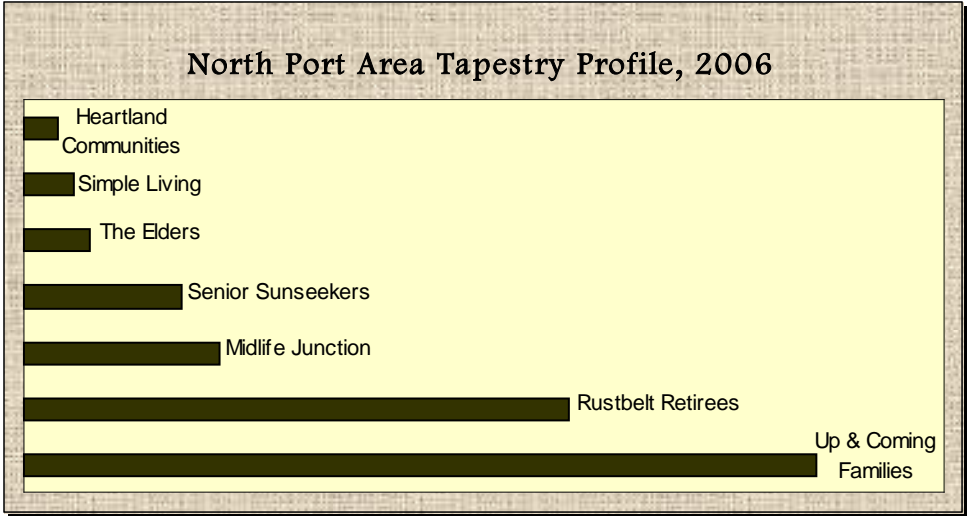 North Port Area Tapestry Profile, 2006
Heartland
Communities
Simple Living
The Elders
Senior Sunseekers
Midlife Junction
Rustbelt Retirees
Up & Coming
Families